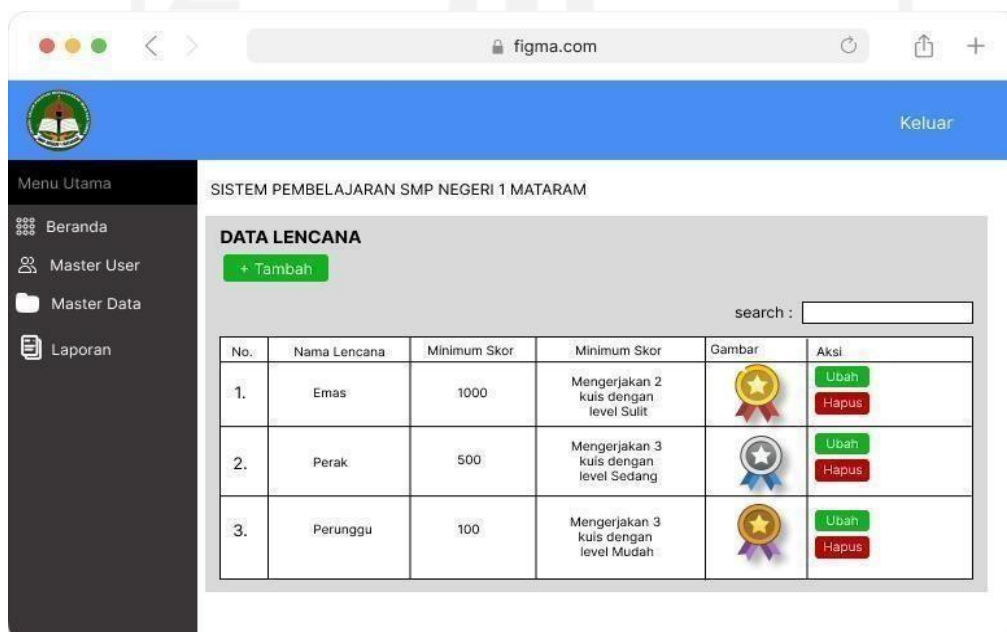 figma.com
Keluar
Menu Utama
SISTEM PEMBELAJARAN SMP NEGERI 1 MATARAM
Beranda
Master User
Master Data
Laporan
DATA LENCANA
+ Tambah
search :
No. Nama Lencana Minimum Skor Minimum Skor Gambar Aksi
1. Emas 1000 Mengerjakan 2
kuis dengan
level Sulit
Ubah
Hapus
2. Perak 500 Mengerjakan 3
kuis dengan
level Sedang
Ubah
Hapus
3. Perunggu 100 Mengerjakan 3
kuis dengan
level Mudah
Ubah
Hapus